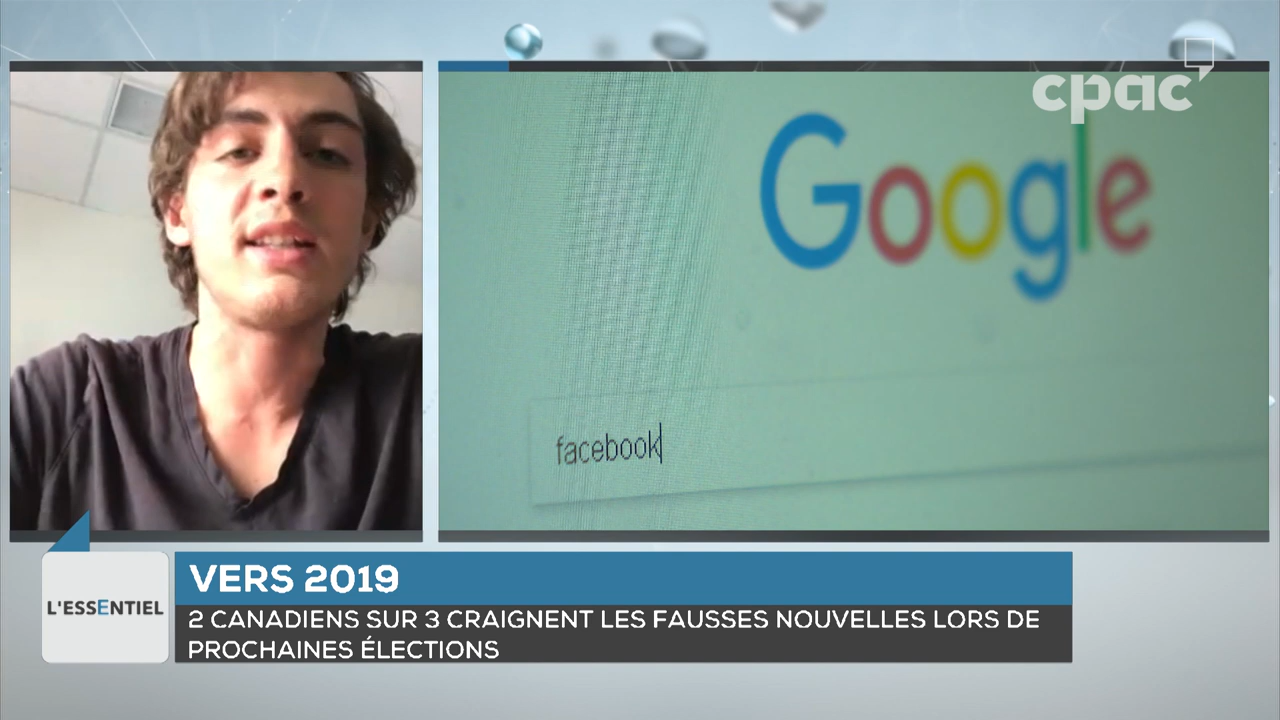 cpac
Google
facebook
VERS 2019
L'ESSENTIEL
2 CANADIENS SUR 3 CRAIGNENT LES FAUSSES NOUVELLES LORS DE
PROCHAINES ÉLECTIONS